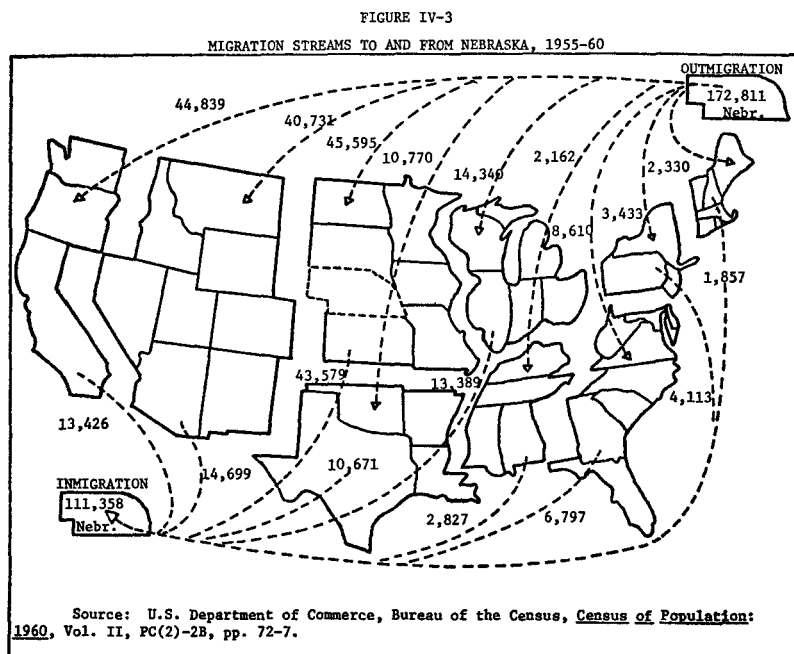 FIGURE IV-3
MIGRATION STREAMS TO AND FROM NEBRASKA, 1955-60
OUTMIGRATION
172,811
Nebr.
44,839
40,731
45,595
10,770
14,340
2,162
2,330
8,610
3,433
1,857
43,579
13,389
4,113
13,426
14,699
10,671
2,827
6,797
INMIGRATION
111,358
Nebr.
Source: U.S. Department of Commerce, Bureau of the Census, Census of Population:
1960, Vol. II, PC(2)-2B, pp. 72-7.